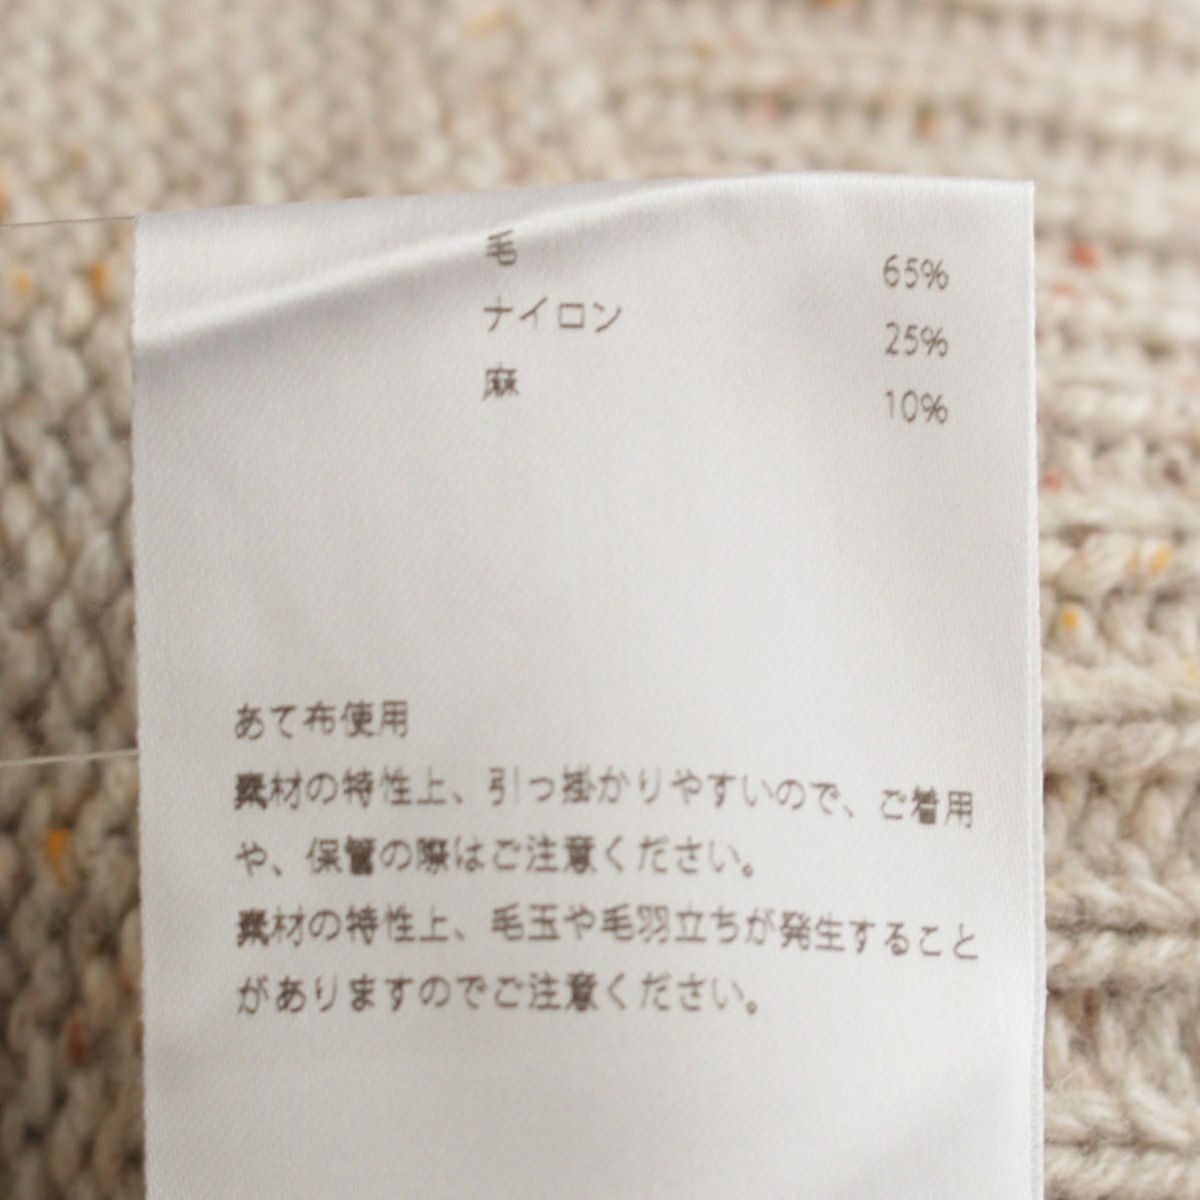 毛 65%
ナイロン 25%
麻 10%
あて布使用
素材の特性上、引っ掛かりやすいので、ご着用
や、保管の際はご注意ください。
素材の特性上、毛玉や毛羽立ちが発生すること
がありますのでご注意ください。